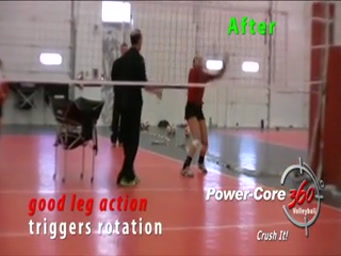 After
good leg action
triggers rotation
Power-Core 360°
Volleyball
Crush It!